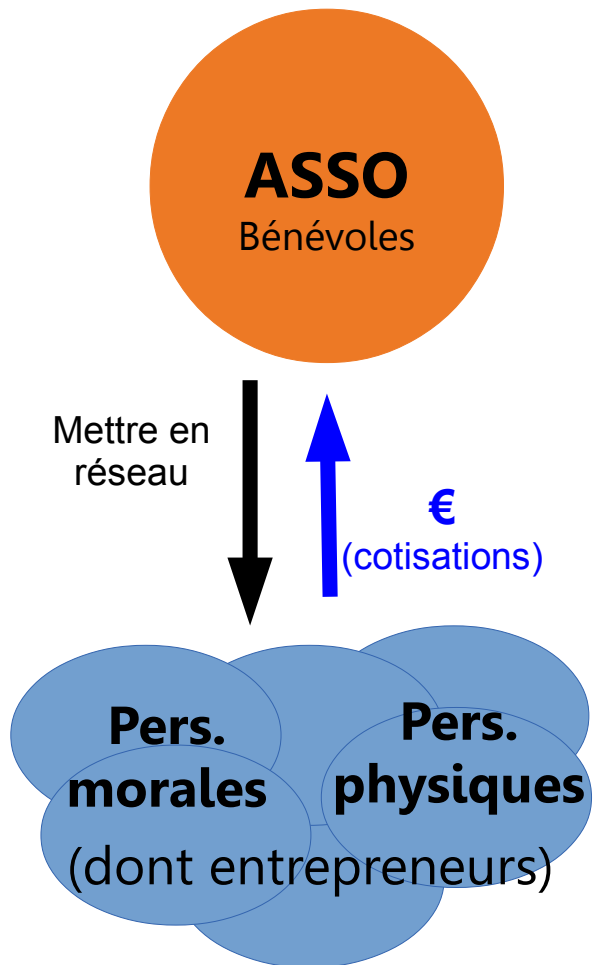 ASSO
Bénévoles
Mettre en
réseau
€
(cotisations)
Pers.
morales
Pers.
physiques
(dont entrepreneurs)